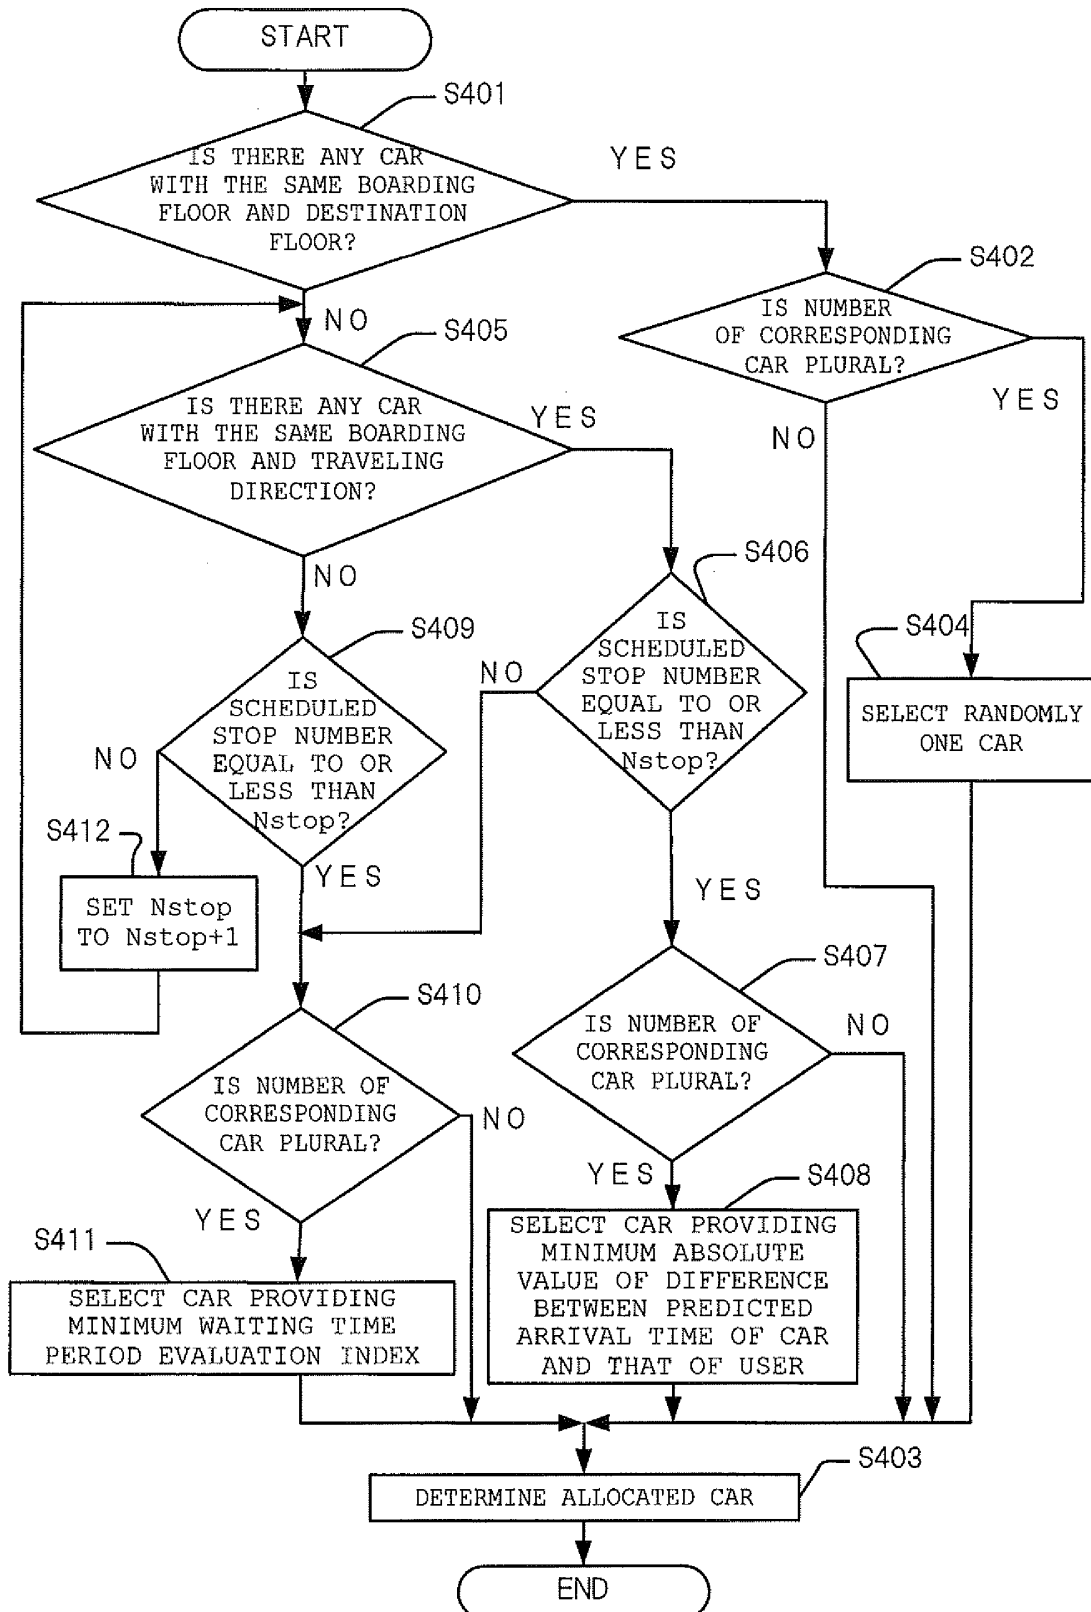 START
S401
IS THERE ANY CAR
WITH THE SAME BOARDING
FLOOR AND DESTINATION
FLOOR?
YES
S402
IS NUMBER
OF CORRESPONDING
CAR PLURAL?
YES
NO
NO
S405
IS THERE ANY CAR
WITH THE SAME BOARDING
FLOOR AND TRAVELING
DIRECTION?
YES
NO
S406
IS
SCHEDULED
STOP NUMBER
EQUAL TO OR
LESS THAN
Nstop?
NO
YES
S404
SELECT RANDOMLY
ONE CAR
S409
IS
SCHEDULED
STOP NUMBER
EQUAL TO OR
LESS THAN
Nstop?
NO
YES
S412
SET Nstop
TO Nstop+1
S407
IS NUMBER OF
CORRESPONDING
CAR PLURAL?
NO
YES
S410
IS NUMBER OF
CORRESPONDING
CAR PLURAL?
NO
YES
S408
SELECT CAR PROVIDING
MINIMUM ABSOLUTE
VALUE OF DIFFERENCE
BETWEEN PREDICTED
ARRIVAL TIME OF CAR
AND THAT OF USER
S411
SELECT CAR PROVIDING
MINIMUM WAITING TIME
PERIOD EVALUATION INDEX
S403
DETERMINE ALLOCATED CAR
END